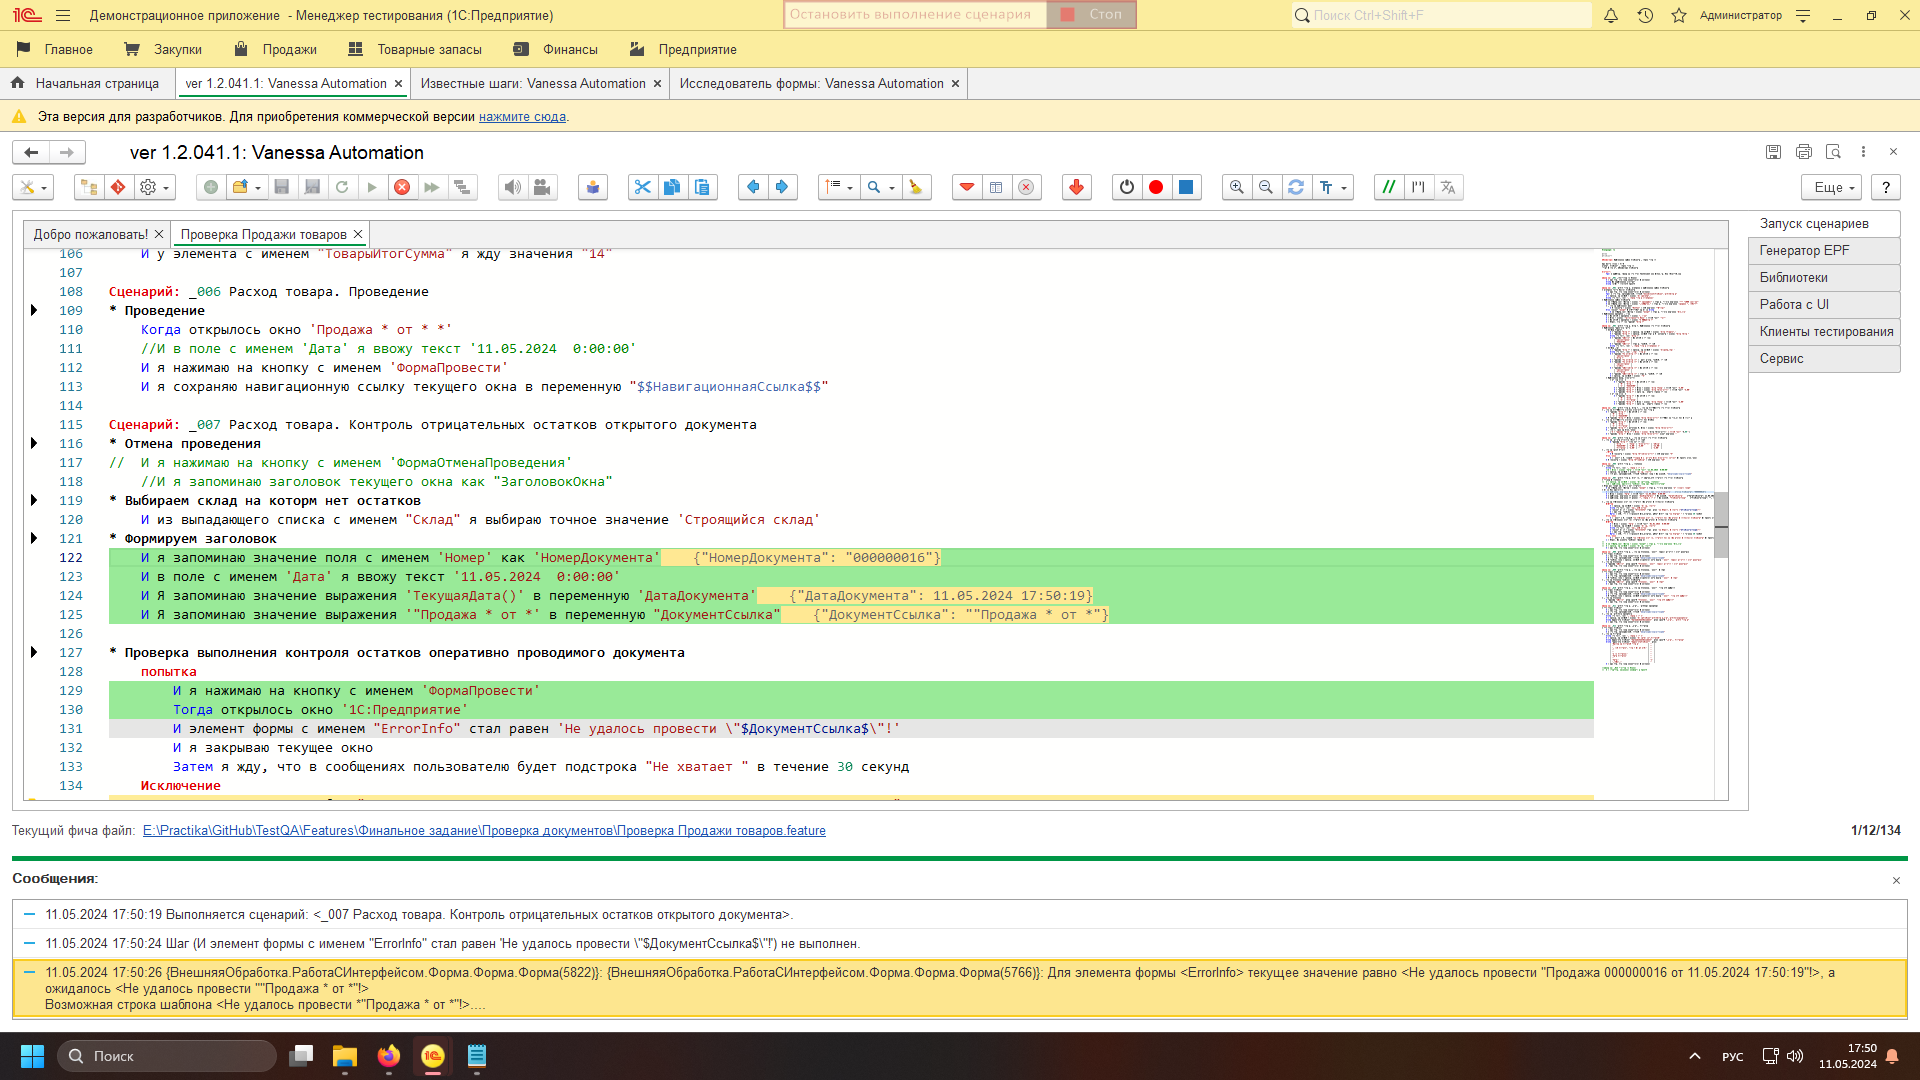 Демонстрационное приложение - Менеджер тестирования (1С:Предприятие)
Остановить выполнение сценария
Стоп
Поиск Ctrl+Shift+F
Администратор
Главное
Закупки
Продажи
Товарные запасы
Финансы
Предприятие
Начальная страница
ver 1.2.041.1: Vanessa Automation
Известные шаги: Vanessa Automation
Исследователь формы: Vanessa Automation
Эта версия для разработчиков. Для приобретения коммерческой версии нажмите сюда.
ver 1.2.041.1: Vanessa Automation
Еще
?
Добро пожаловать!
Проверка Продажи товаров
Запуск сценариев
Генератор EPF
Библиотеки
Работа с UI
Клиенты тестирования
Сервис
106 И у элемента с именем "ТоварыИтогСумма" я жду значения "14"
107
108 Сценарий: _006 Расход товара. Проведение
109 * Проведение
110 Когда открылось окно 'Продажа * от * *'
111 //И в поле с именем 'Дата' я ввожу текст '11.05.2024  0:00:00'
112 И я нажимаю на кнопку с именем 'ФормаПровести'
113 И я сохраняю навигационную ссылку текущего окна в переменную "$$НавигационнаяСсылка$$"
114
115 Сценарий: _007 Расход товара. Контроль отрицательных остатков открытого документа
116 * Отмена проведения
117 //  И я нажимаю на кнопку с именем 'ФормаОтменаПроведения'
118 //И я запоминаю заголовок текущего окна как "ЗаголовокОкна"
119 * Выбираем склад на котором нет остатков
120 И из выпадающего списка с именем "Склад" я выбираю точное значение 'Строящийся склад'
121 * Формируем заголовок
122 И я запоминаю значение поля с именем 'Номер' как 'НомерДокумента' {"НомерДокумента": "000000016"}
123 И в поле с именем 'Дата' я ввожу текст '11.05.2024  0:00:00'
124 И Я запоминаю значение выражения 'ТекущаяДата()' в переменную 'ДатаДокумента' {"ДатаДокумента": 11.05.2024 17:50:19}
125 И Я запоминаю значение выражения '"Продажа * от *' в переменную "ДокументСсылка" {"ДокументСсылка": ""Продажа * от *"}
126
127 * Проверка выполнения контроля остатков оперативно проводимого документа
128 попытка
129 И я нажимаю на кнопку с именем 'ФормаПровести'
130 Тогда открылось окно '1С:Предприятие'
131 И элемент формы с именем "ErrorInfo" стал равен 'Не удалось провести \"$ДокументСсылка$\"!'
132 И я закрываю текущее окно
133 Затем я жду, что в сообщениях пользователю будет подстрока "Не хватает " в течение 30 секунд
134 Исключение
Текущий фича файл: E:\Practika\GitHub\TestQA\Features\Финальное задание\Проверка документов\Проверка Продажи товаров.feature
1/12/134
Сообщения:
11.05.2024 17:50:19 Выполняется сценарий: <_007 Расход товара. Контроль отрицательных остатков открытого документа>.
11.05.2024 17:50:24 Шаг (И элемент формы с именем "ErrorInfo" стал равен 'Не удалось провести \"$ДокументСсылка$\"!') не выполнен.
11.05.2024 17:50:26 {ВнешняяОбработка.РаботаСИнтерфейсом.Форма.Форма.Форма(5822)}: {ВнешняяОбработка.РаботаСИнтерфейсом.Форма.Форма.Форма(5766)}: Для элемента формы <ErrorInfo> текущее значение равно <Не удалось провести "Продажа 000000016 от 11.05.2024 17:50:19"!>, а
ожидалось <Не удалось провести ""Продажа * от *"!>
Возможная строка шаблона <Не удалось провести *"Продажа * от *"!>....
Поиск
РУС
17:50
11.05.2024